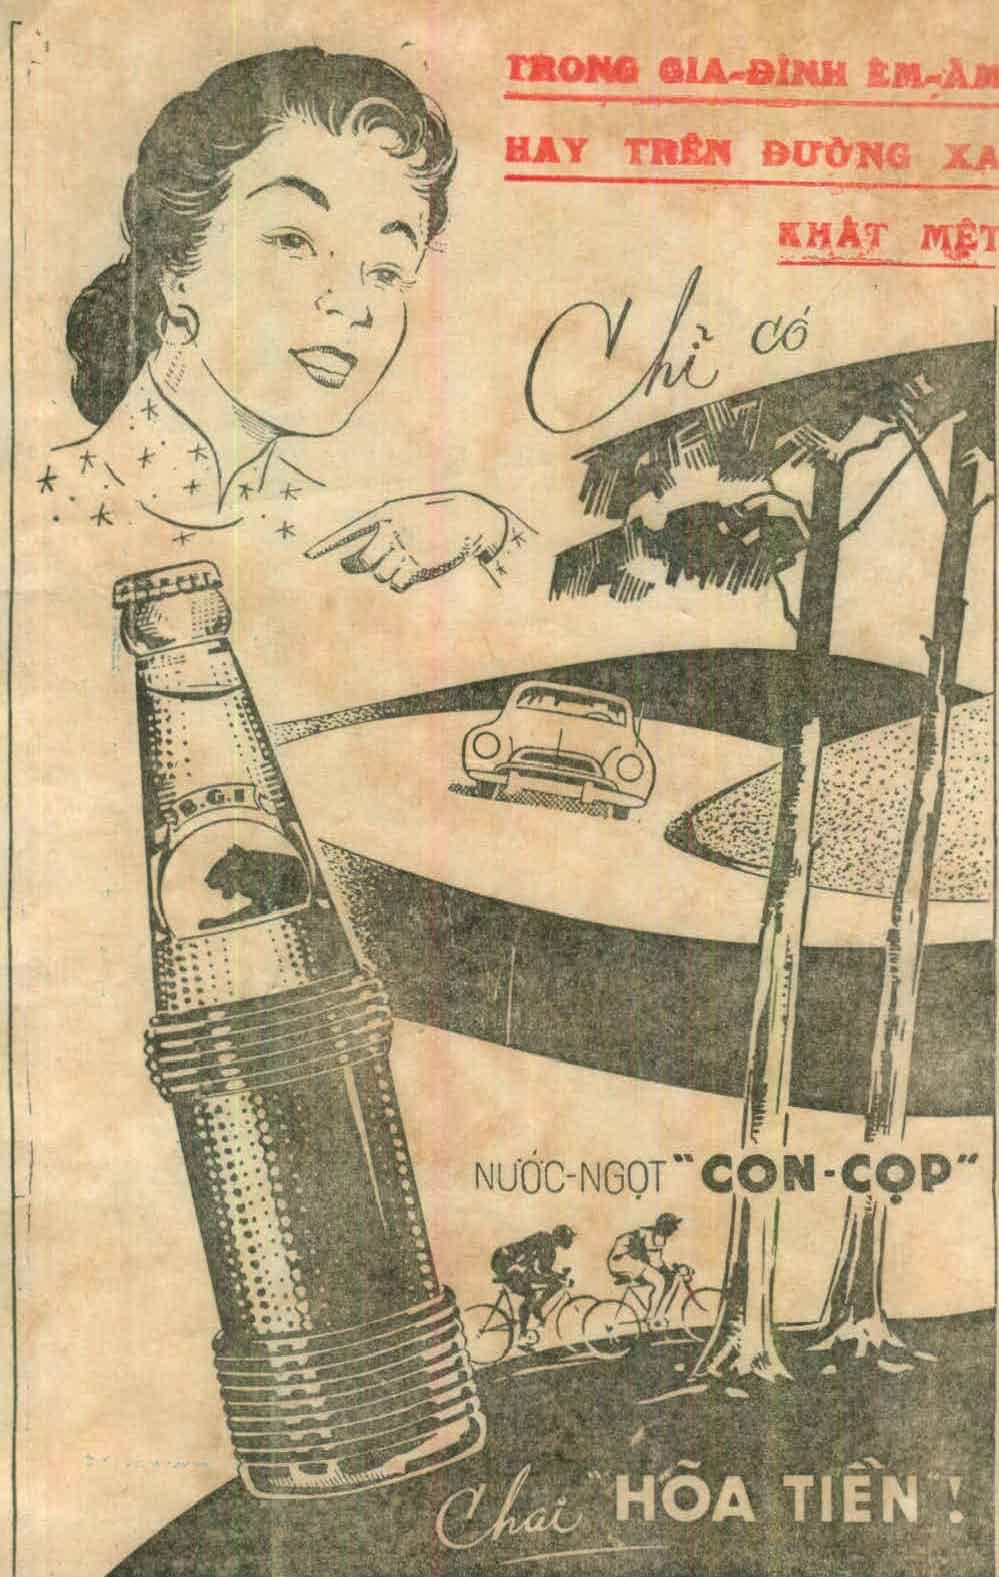 TRONG GIA-ĐÌNH ÊM-ẤM
HAY TRÊN ĐƯỜNG XA
KHÁT MỆT
Chỉ có
B.G.I
NƯỚC-NGỌT "CON-CỌP"
Chai "HỎA TIỄN"!